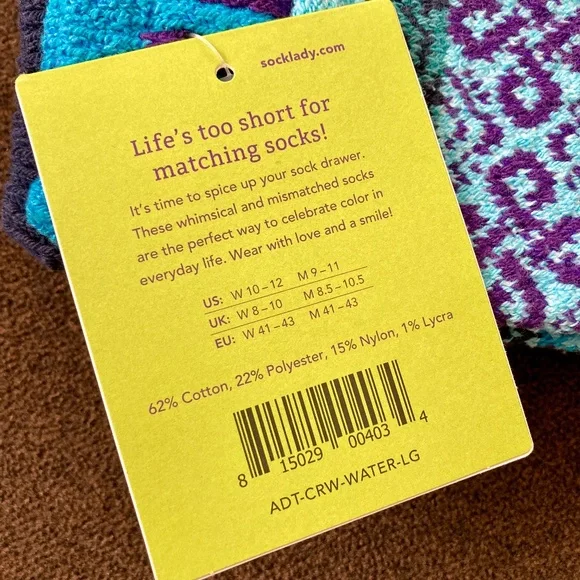 socklady.com
Life's too short for
matching socks!
It's time to spice up your sock drawer.
These whimsical and mismatched socks
are the perfect way to celebrate color in
everyday life. Wear with love and a smile!
US: W 10 – 12 M 9 – 11
UK: W 8 – 10 M 8.5 – 10.5
EU: W 41 – 43 M 41 – 43
62% Cotton, 22% Polyester, 15% Nylon, 1% Lycra
8 15029 00403 4
ADT-CRW-WATER-LG